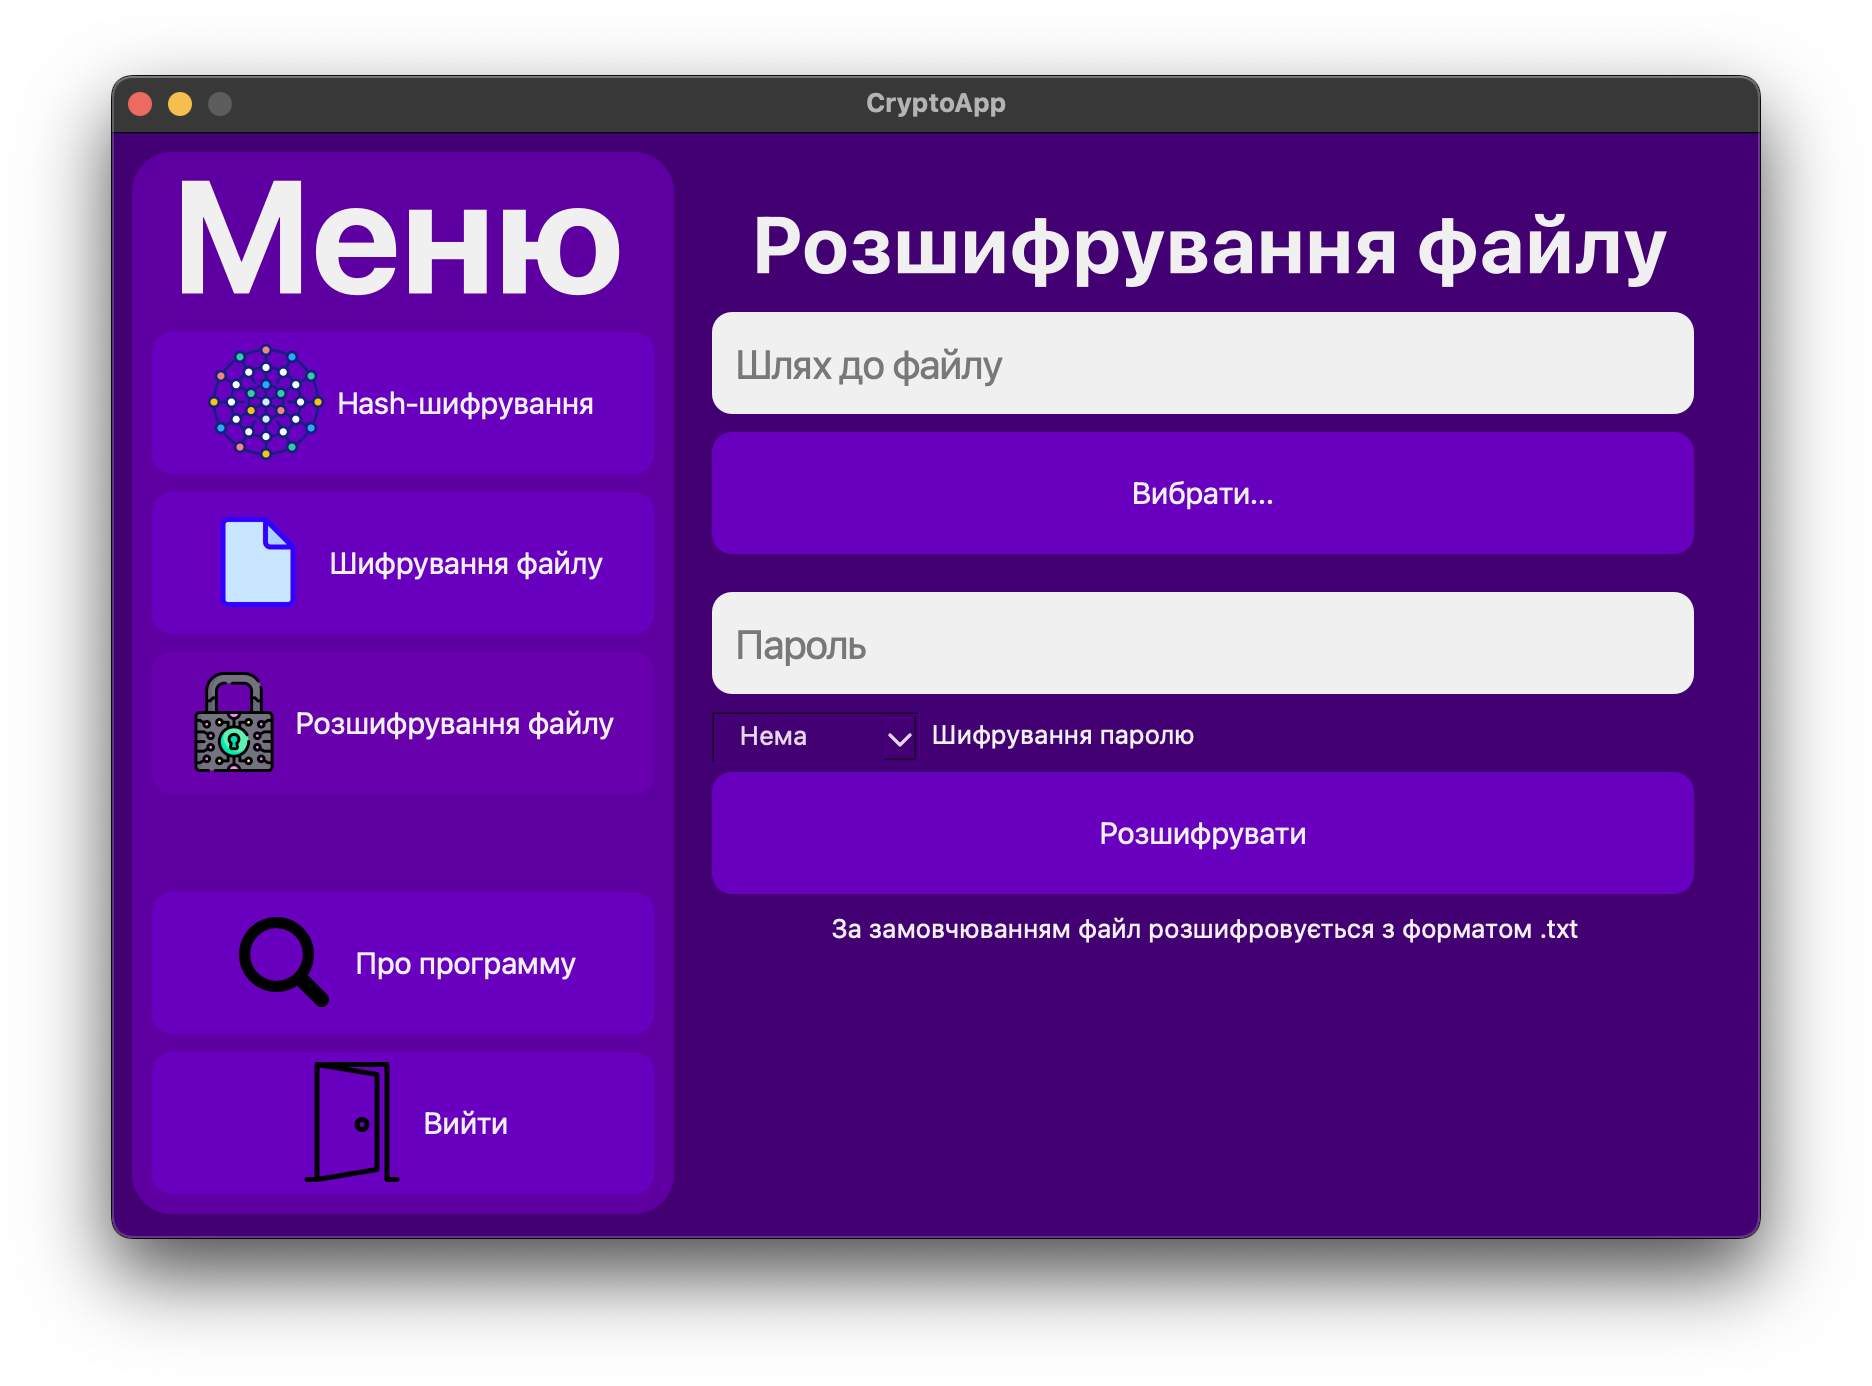 CryptoApp
Меню
Hash-шифрування
Шифрування файлу
Розшифрування файлу
Про программу
Вийти
Розшифрування файлу
Шлях до файлу
Вибрати...
Пароль
Нема
Шифрування паролю
Розшифрувати
За замовчюванням файл розшифровується з форматом .txt